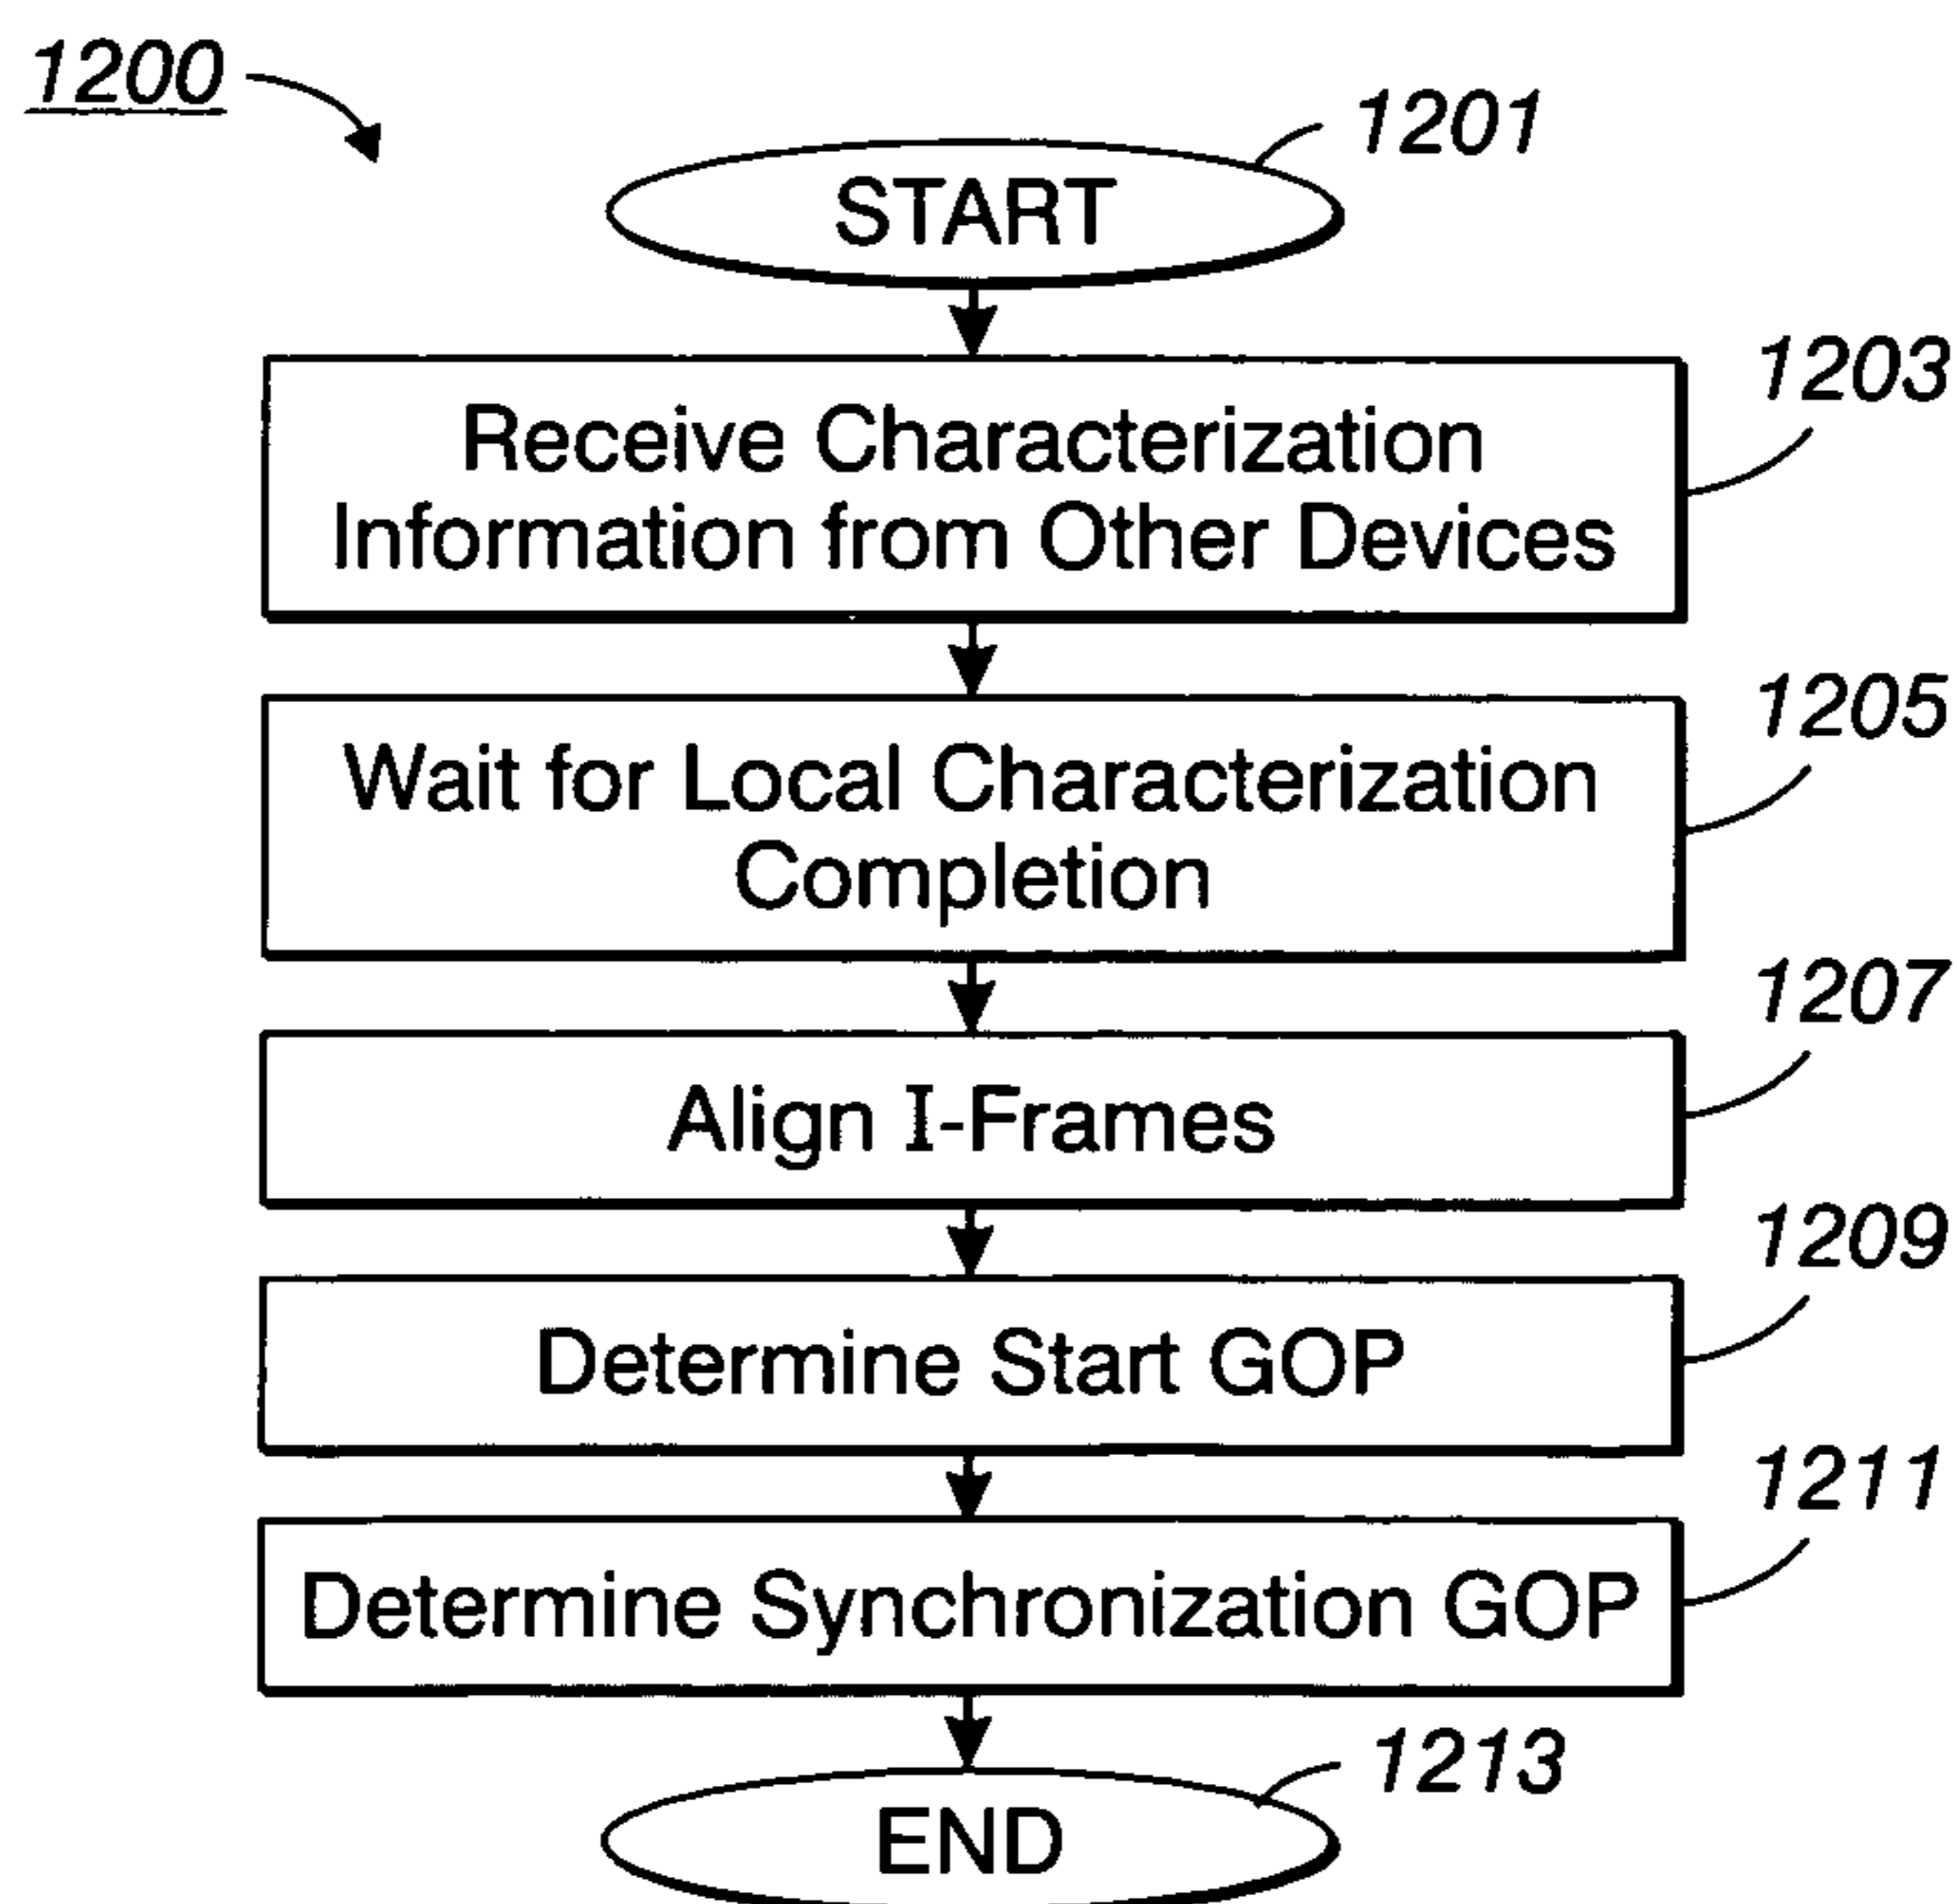 1200
1201
START
1203
Receive Characterization
Information from Other Devices
1205
Wait for Local Characterization
Completion
1207
Align I-Frames
1209
Determine Start GOP
1211
Determine Synchronization GOP
1213
END